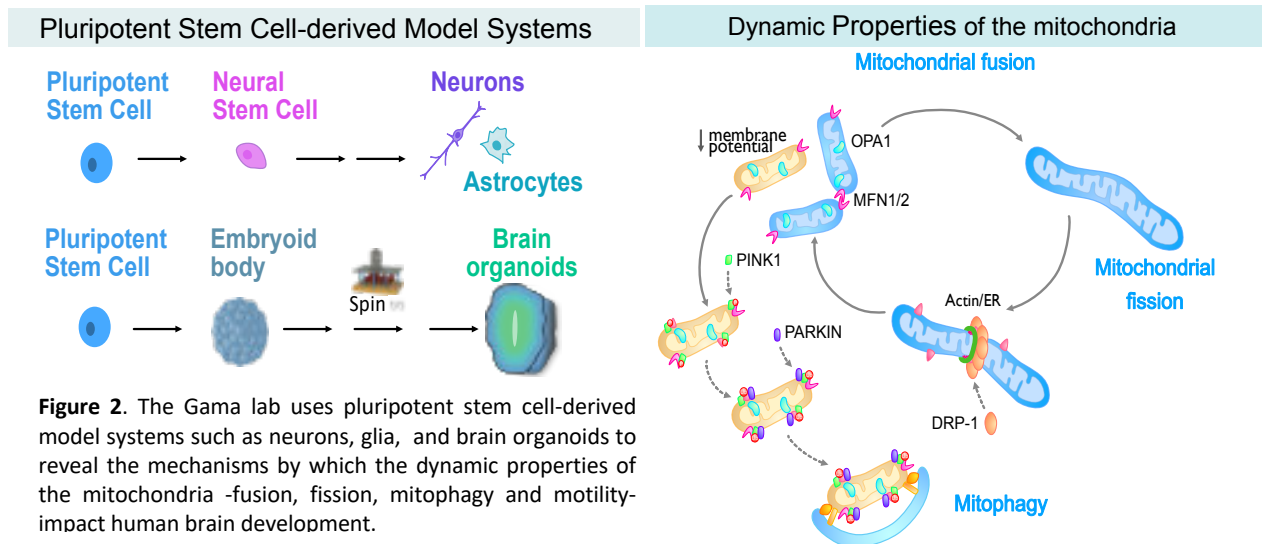 Pluripotent Stem Cell-derived Model Systems
Pluripotent
Stem Cell
Neural
Stem Cell
Neurons
Astrocytes
Pluripotent
Stem Cell
Embryoid
body
Spin
Brain
organoids
Figure 2. The Gama lab uses pluripotent stem cell-derived
model systems such as neurons, glia, and brain organoids to
reveal the mechanisms by which the dynamic properties of
the mitochondria -fusion, fission, mitophagy and motility-
impact human brain development.
Dynamic Properties of the mitochondria
Mitochondrial fusion
↓ membrane
potential
OPA1
MFN1/2
PINK1
Mitochondrial
fission
Actin/ER
PARKIN
DRP-1
Mitophagy